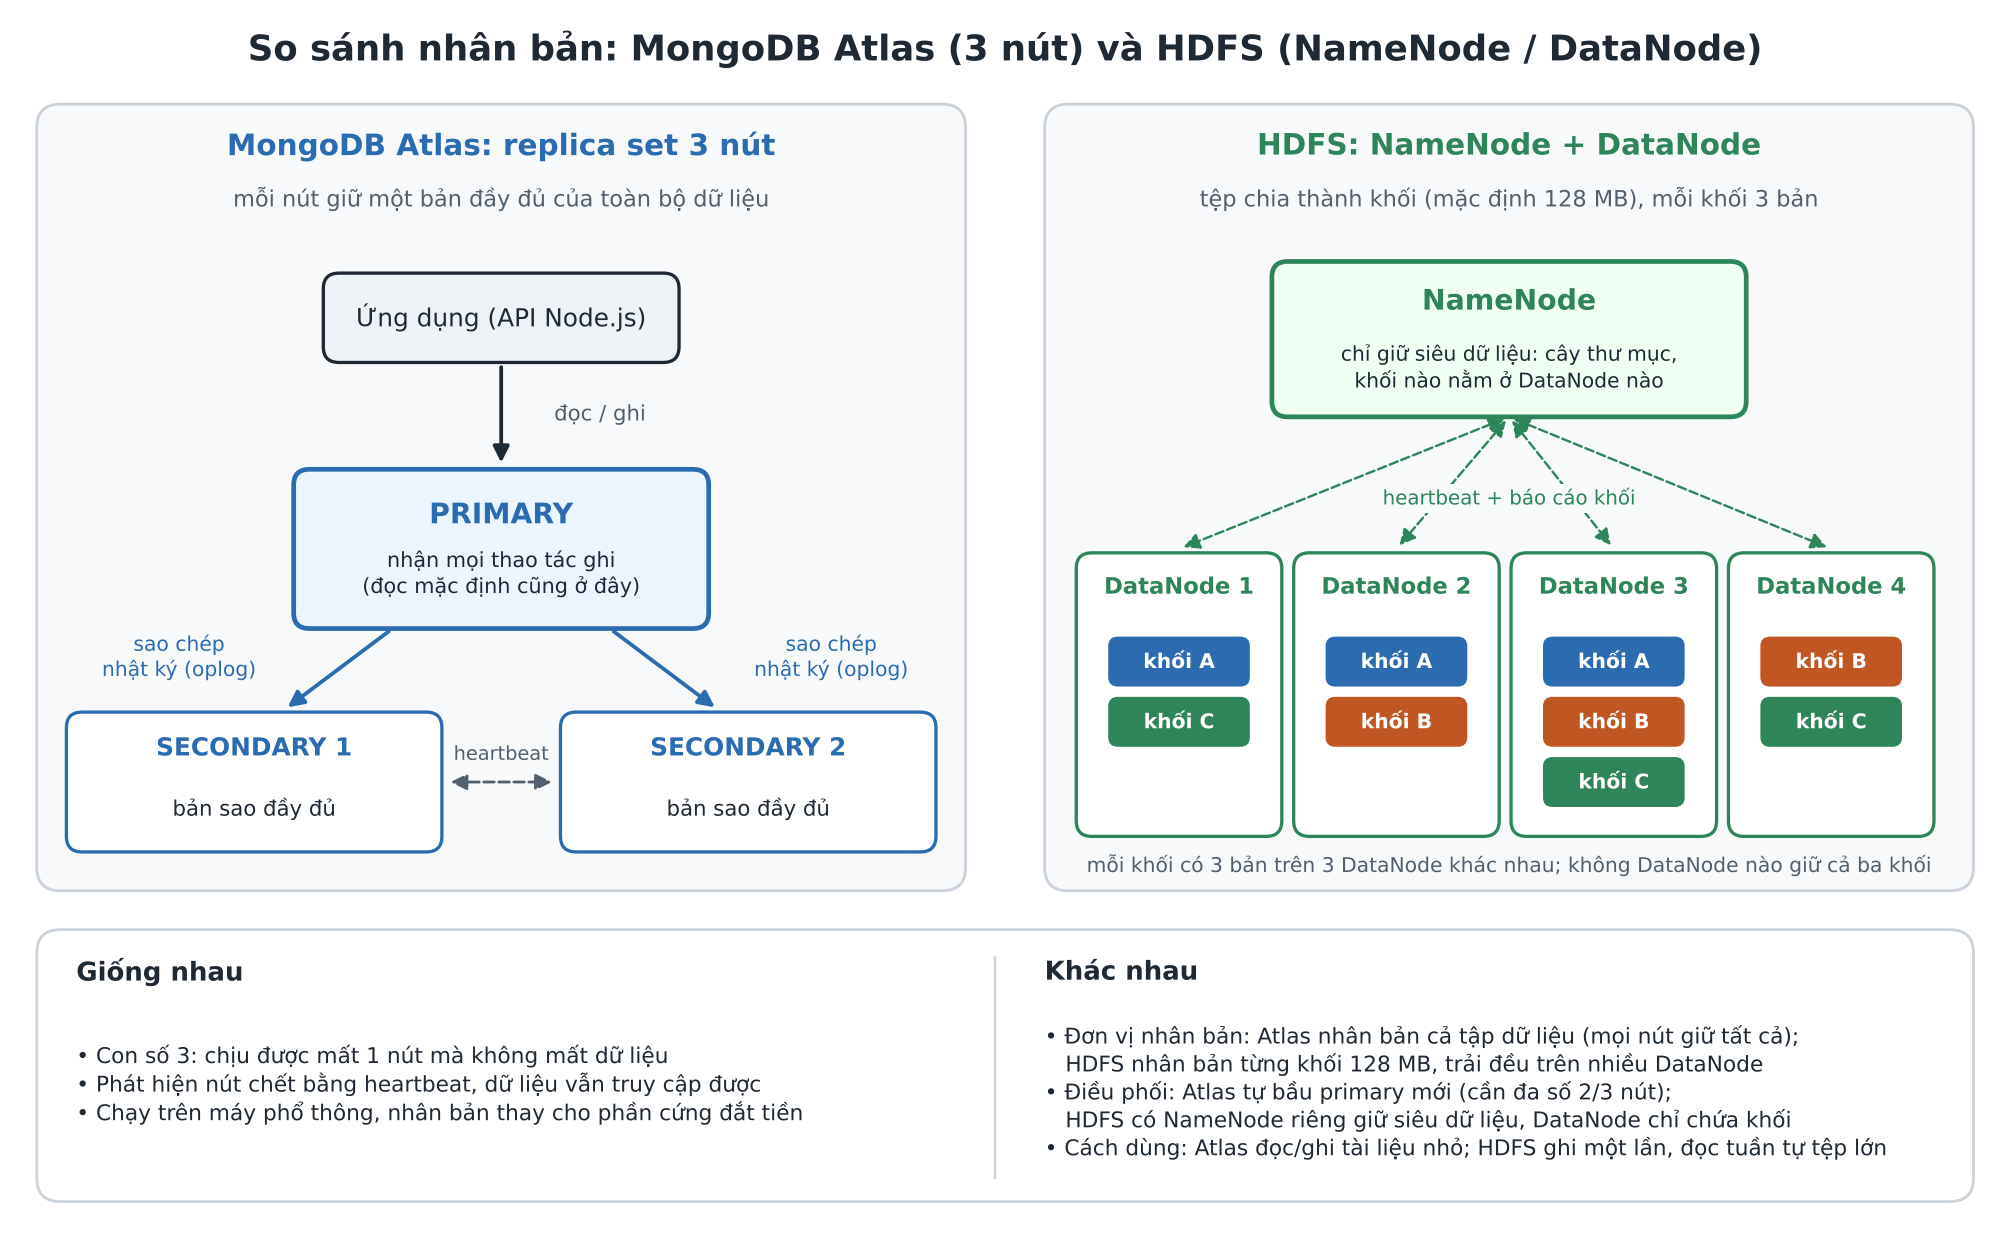 So sánh nhân bản: MongoDB Atlas (3 nút) và HDFS (NameNode / DataNode)
MongoDB Atlas: replica set 3 nút
mỗi nút giữ một bản đầy đủ của toàn bộ dữ liệu
Ứng dụng (API Node.js)
đọc / ghi
PRIMARY
nhận mọi thao tác ghi
(đọc mặc định cũng ở đây)
sao chép
nhật ký (oplog)
sao chép
nhật ký (oplog)
SECONDARY 1
bản sao đầy đủ
heartbeat
SECONDARY 2
bản sao đầy đủ
HDFS: NameNode + DataNode
tệp chia thành khối (mặc định 128 MB), mỗi khối 3 bản
NameNode
chỉ giữ siêu dữ liệu: cây thư mục,
khối nào nằm ở DataNode nào
heartbeat + báo cáo khối
DataNode 1
khối A
khối C
DataNode 2
khối A
khối B
DataNode 3
khối A
khối B
khối C
DataNode 4
khối B
khối C
mỗi khối có 3 bản trên 3 DataNode khác nhau; không DataNode nào giữ cả ba khối
Giống nhau
• Con số 3: chịu được mất 1 nút mà không mất dữ liệu
• Phát hiện nút chết bằng heartbeat, dữ liệu vẫn truy cập được
• Chạy trên máy phổ thông, nhân bản thay cho phần cứng đắt tiền
Khác nhau
• Đơn vị nhân bản: Atlas nhân bản cả tập dữ liệu (mọi nút giữ tất cả);
HDFS nhân bản từng khối 128 MB, trải đều trên nhiều DataNode
• Điều phối: Atlas tự bầu primary mới (cần đa số 2/3 nút);
HDFS có NameNode riêng giữ siêu dữ liệu, DataNode chỉ chứa khối
• Cách dùng: Atlas đọc/ghi tài liệu nhỏ; HDFS ghi một lần, đọc tuần tự tệp lớn